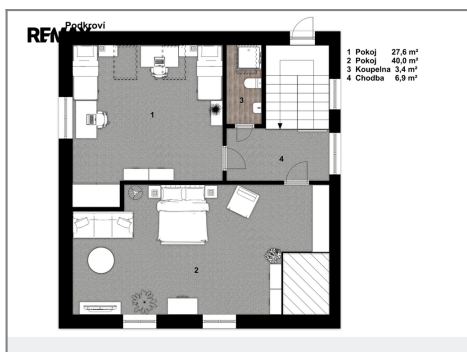 Podkroví
RE/MAX
1 Pokoj 27,6 m²
2 Pokoj 40,0 m²
3 Koupelna 3,4 m²
4 Chodba 6,9 m²
3
1
4
2